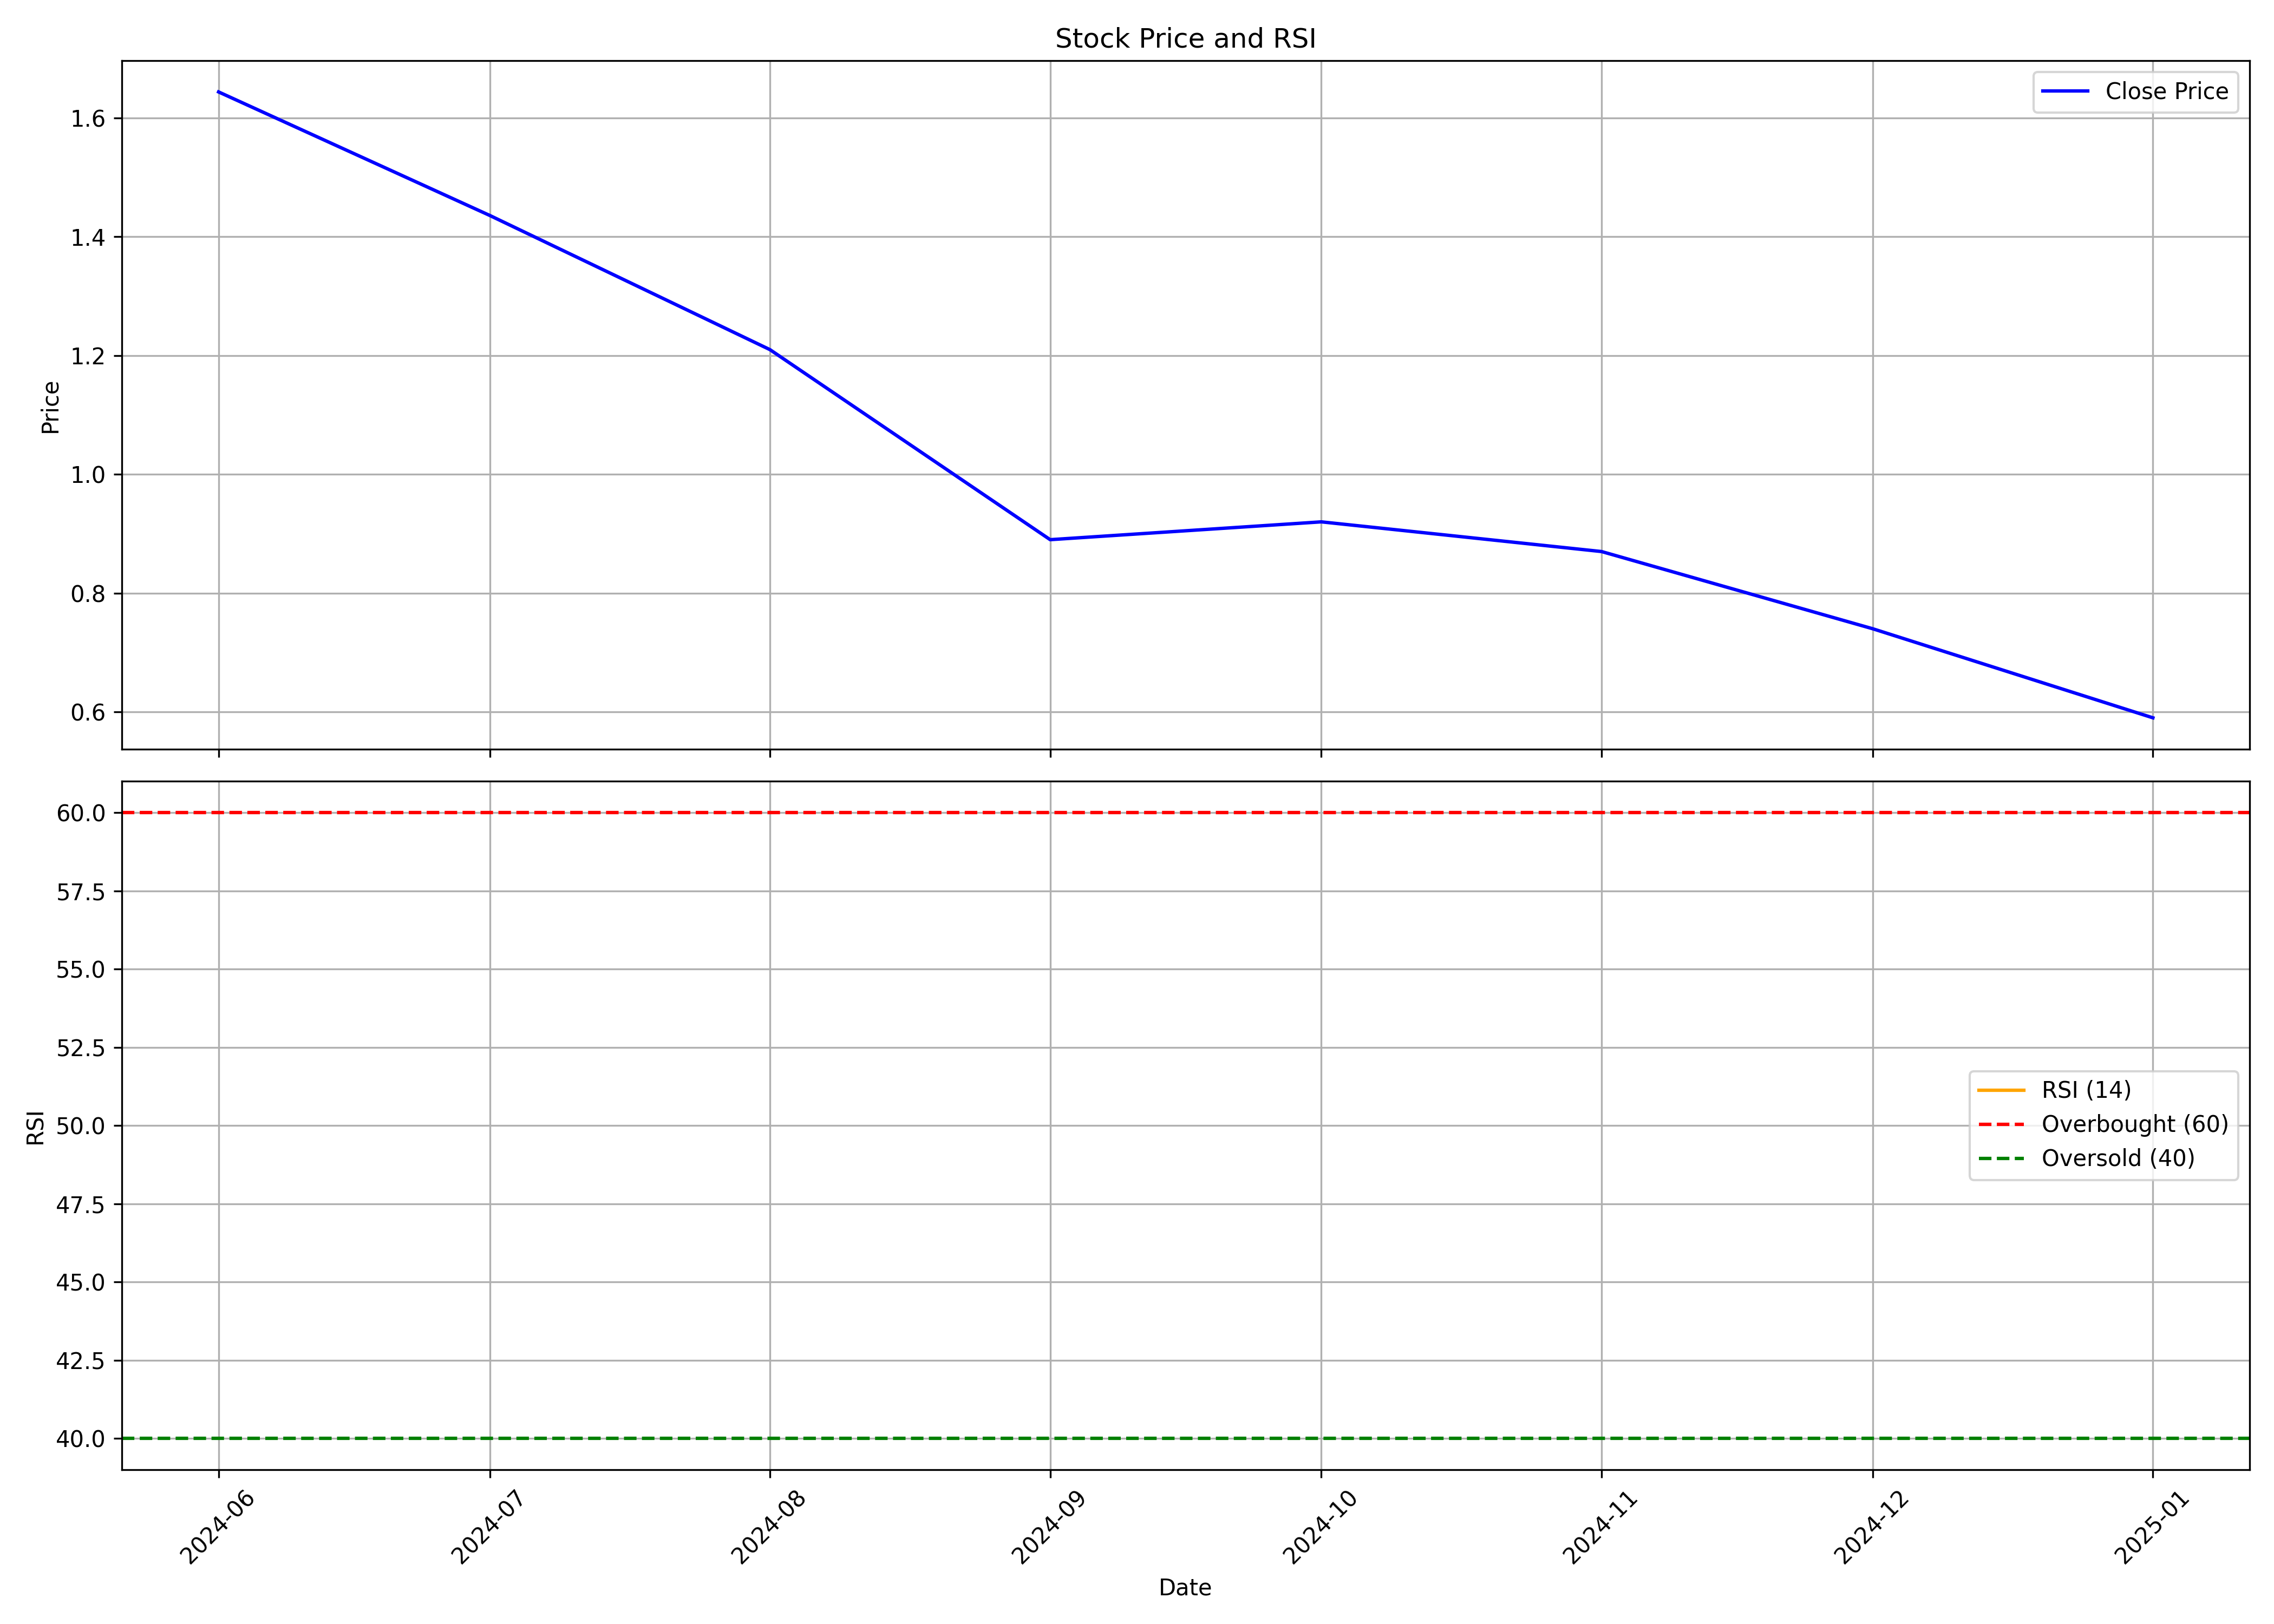 Stock Price and RSI
Close Price
Price
1.6
1.4
1.2
1.0
0.8
0.6
RSI
60.0
57.5
55.0
52.5
50.0
47.5
45.0
42.5
40.0
RSI (14)
Overbought (60)
Oversold (40)
2024-06
2024-07
2024-08
2024-09
2024-10
2024-11
2024-12
2025-01
Date